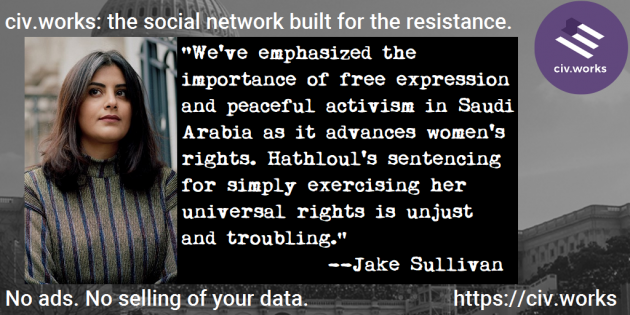 civ.works: the social network built for the resistance.
civ.works
"We've emphasized the
importance of free expression
and peaceful activism in Saudi
Arabia as it advances women's
rights. Hathloul's sentencing
for simply exercising her
universal rights is unjust
and troubling."
--Jake Sullivan
No ads. No selling of your data.
https://civ.works